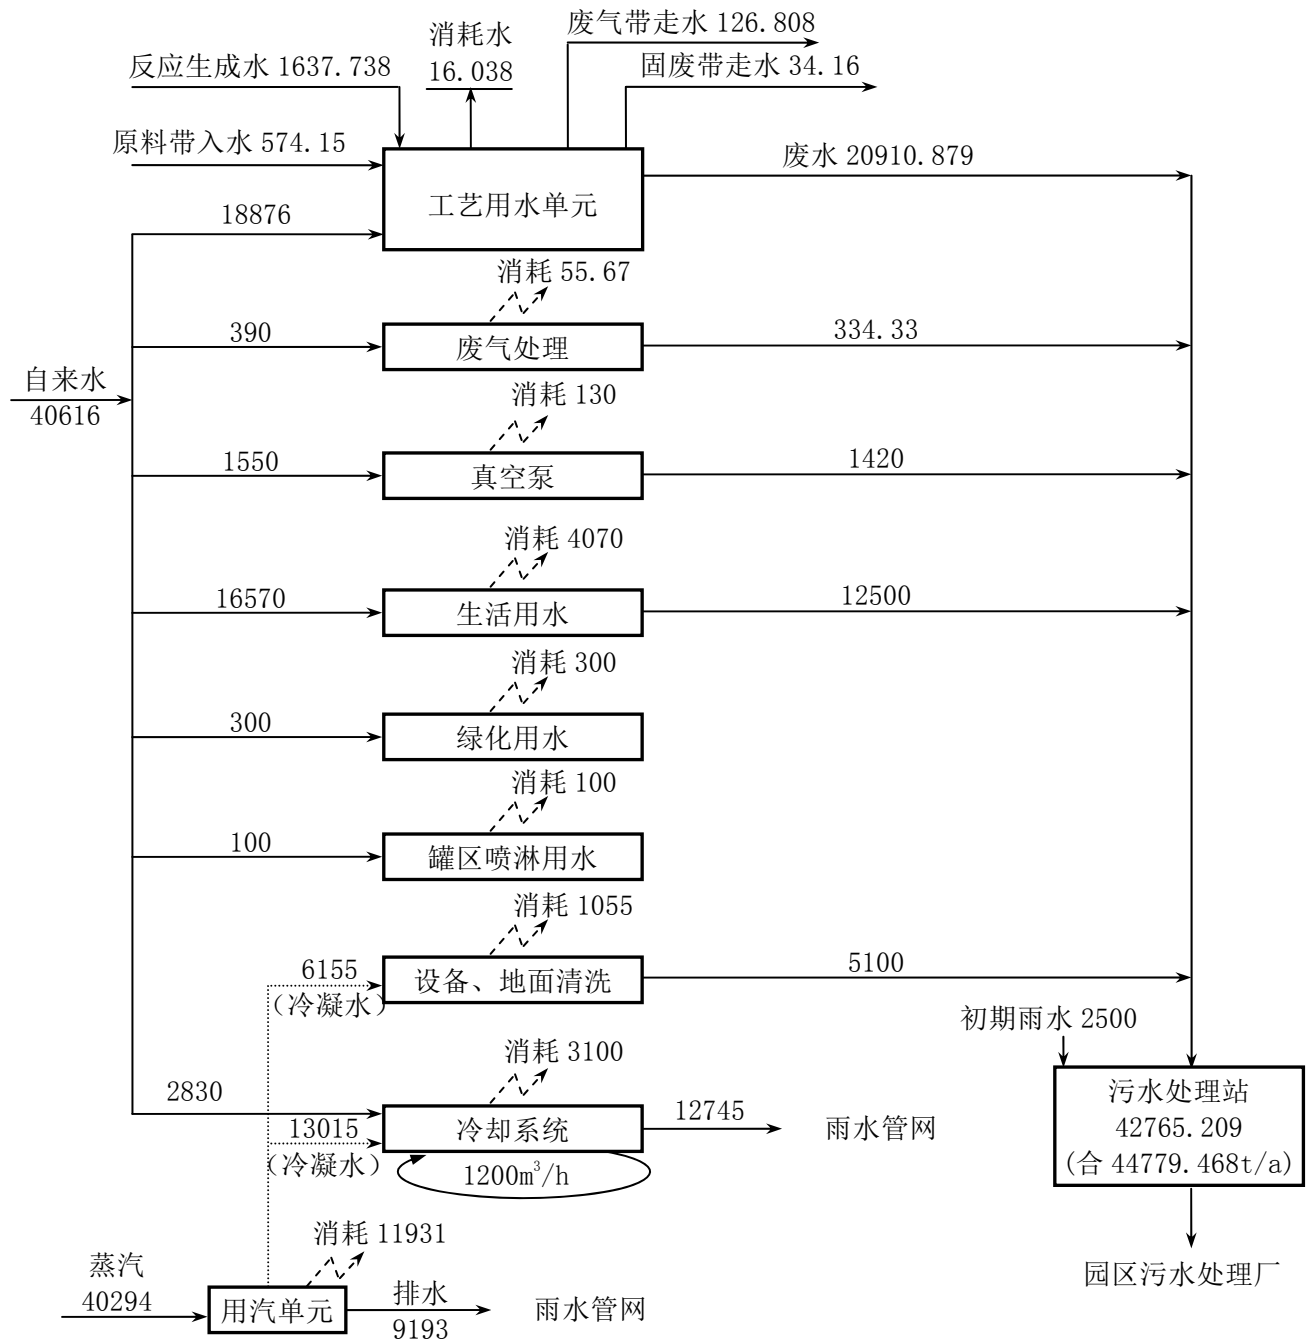 废气带走水 126.808
消耗水
16.038
反应生成水 1637.738
固废带走水 34.16
原料带入水 574.15
废水 20910.879
工艺用水单元
18876
消耗 55.67
390
废气处理
334.33
自来水
40616
消耗 130
1550
真空泵
1420
消耗 4070
16570
生活用水
12500
消耗 300
300
绿化用水
消耗 100
100
罐区喷淋用水
消耗 1055
6155
(冷凝水)
设备、地面清洗
5100
初期雨水 2500
消耗 3100
2830
冷却系统
12745
雨水管网
13015
(冷凝水)
1200m³/h
污水处理站
42765.209
(合 44779.468t/a)
消耗 11931
蒸汽
40294
用汽单元
排水
9193
雨水管网
园区污水处理厂